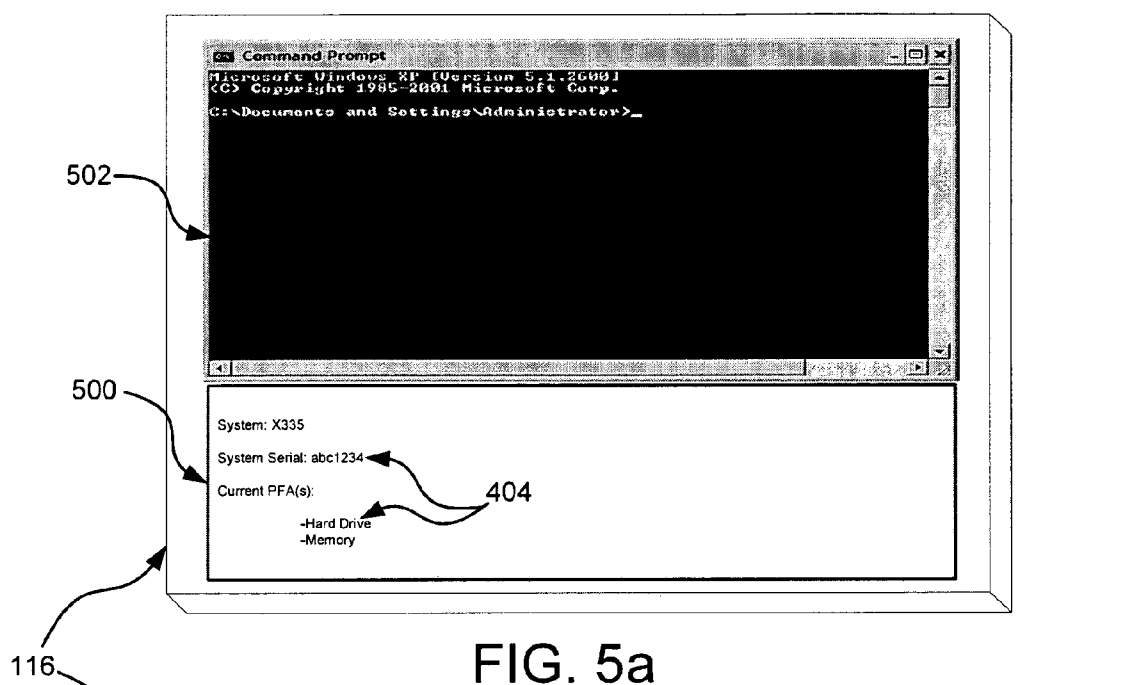 Command Prompt
Microsoft Windows XP [Version 5.1.2600]
(C) Copyright 1985-2001 Microsoft Corp.
C:\Documents and Settings\Administrator>_
502
500
System: X335
System Serial: abc1234
Current PFA(s):
404
-Hard Drive
-Memory
116
FIG. 5a